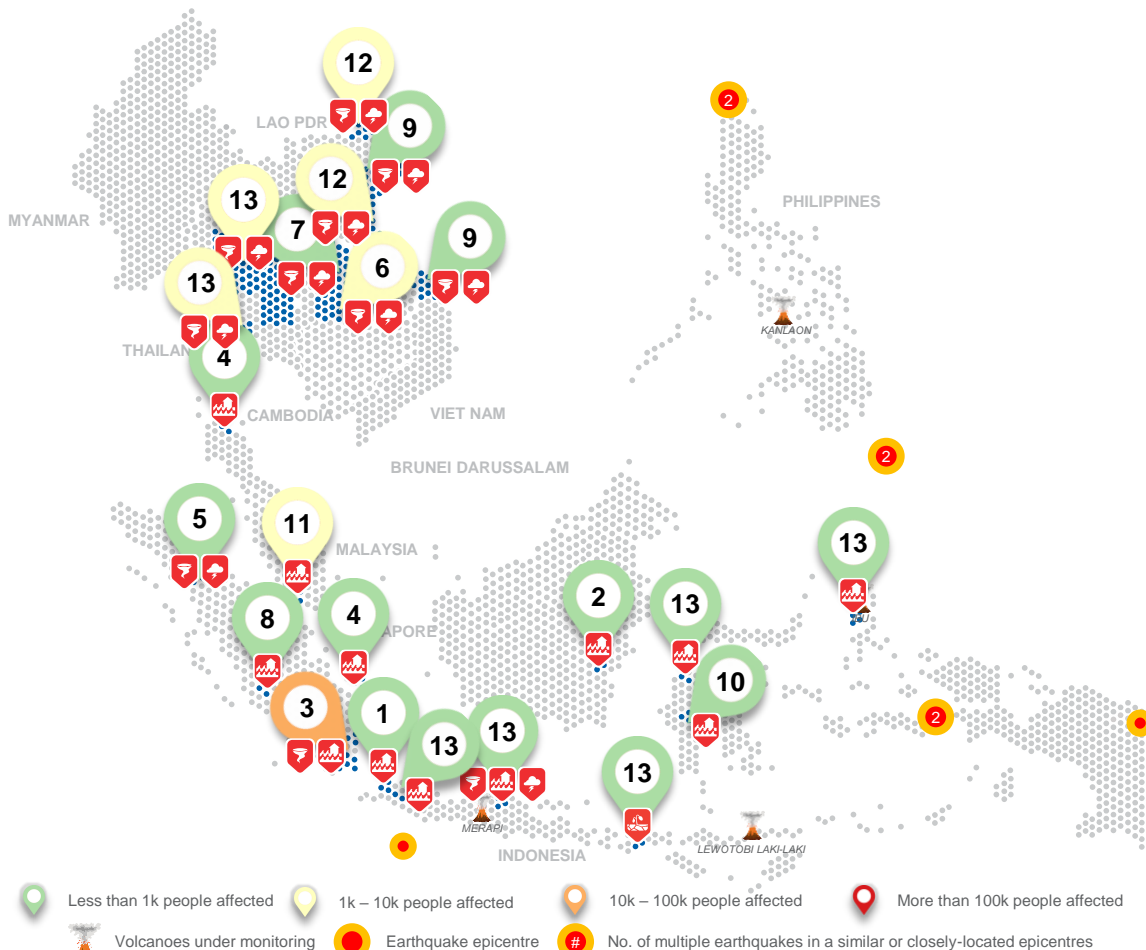 12
2
LAO PDR
9
12
13
PHILIPPINES
MYANMAR
7
9
6
13
KANLAON
THAILAN
4
CAMBODIA
VIET NAM
2
BRUNEI DARUSSALAM
5
11
13
MALAYSIA
2
13
8
4
APORE
10
3
1
2
13
13
13
MERAPI
LEWOTOBI LAKI-LAKI
INDONESIA
Less than 1k people affected
1k – 10k people affected
10k – 100k people affected
More than 100k people affected
Volcanoes under monitoring
Earthquake epicentre
# No. of multiple earthquakes in a similar or closely-located epicentres